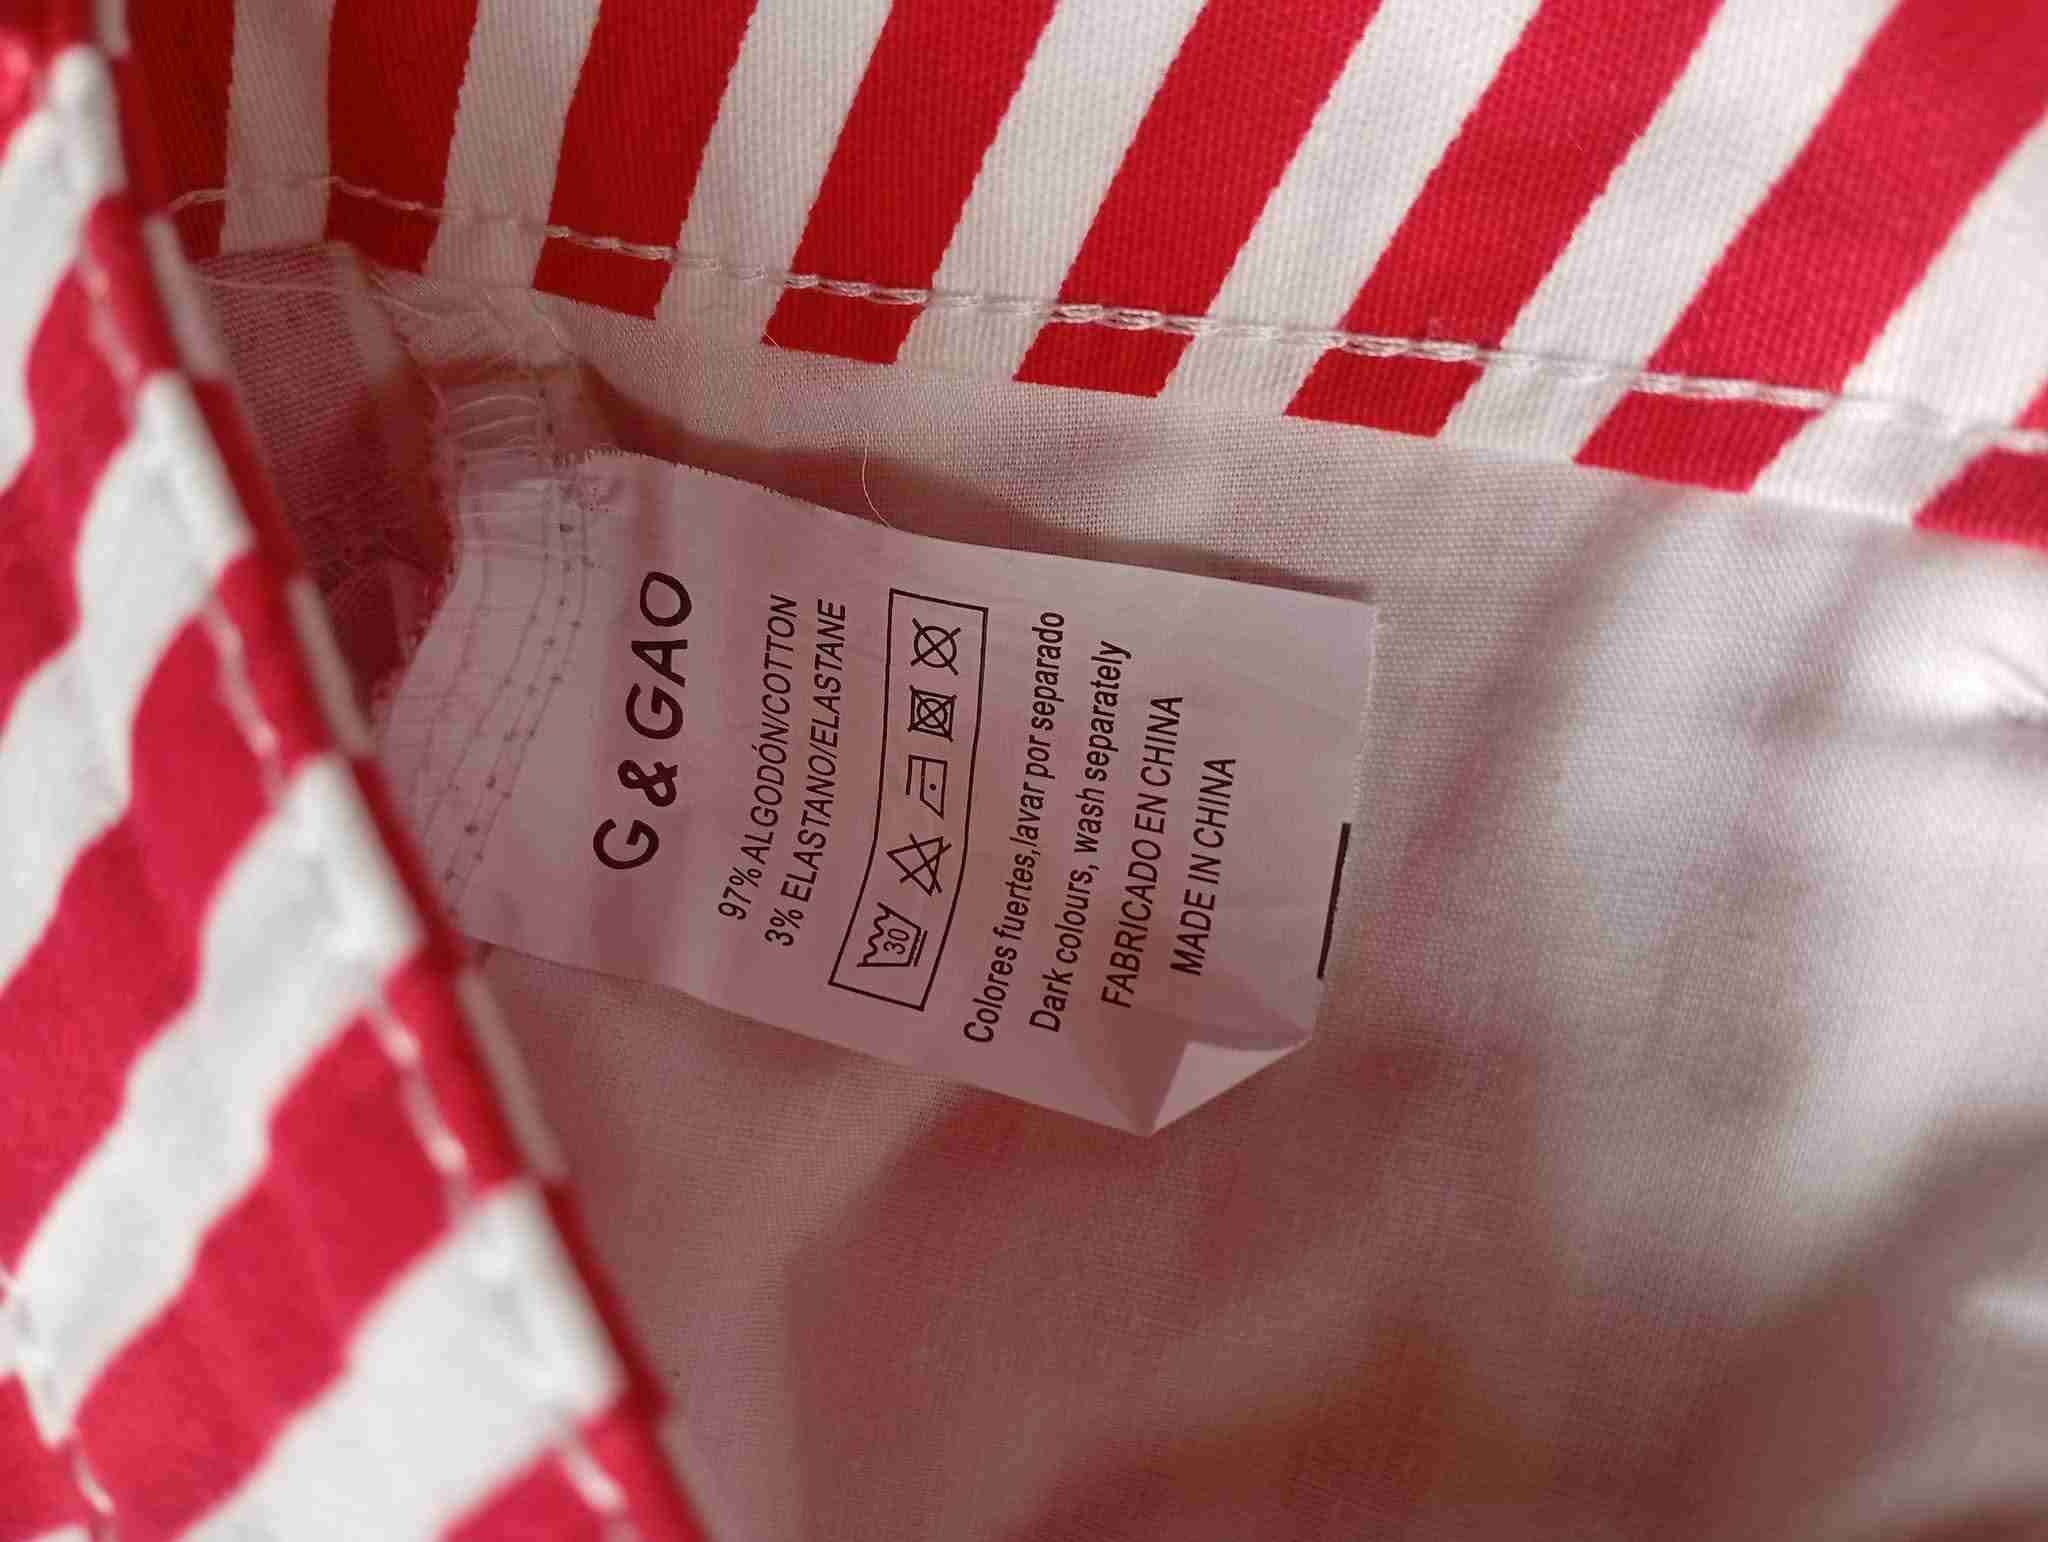 G & GAO
97% ALGODÓN/COTTON
3% ELASTANO/ELASTANE
30
Colores fuertes,lavar por separado
Dark colours, wash separately
FABRICADO EN CHINA
MADE IN CHINA